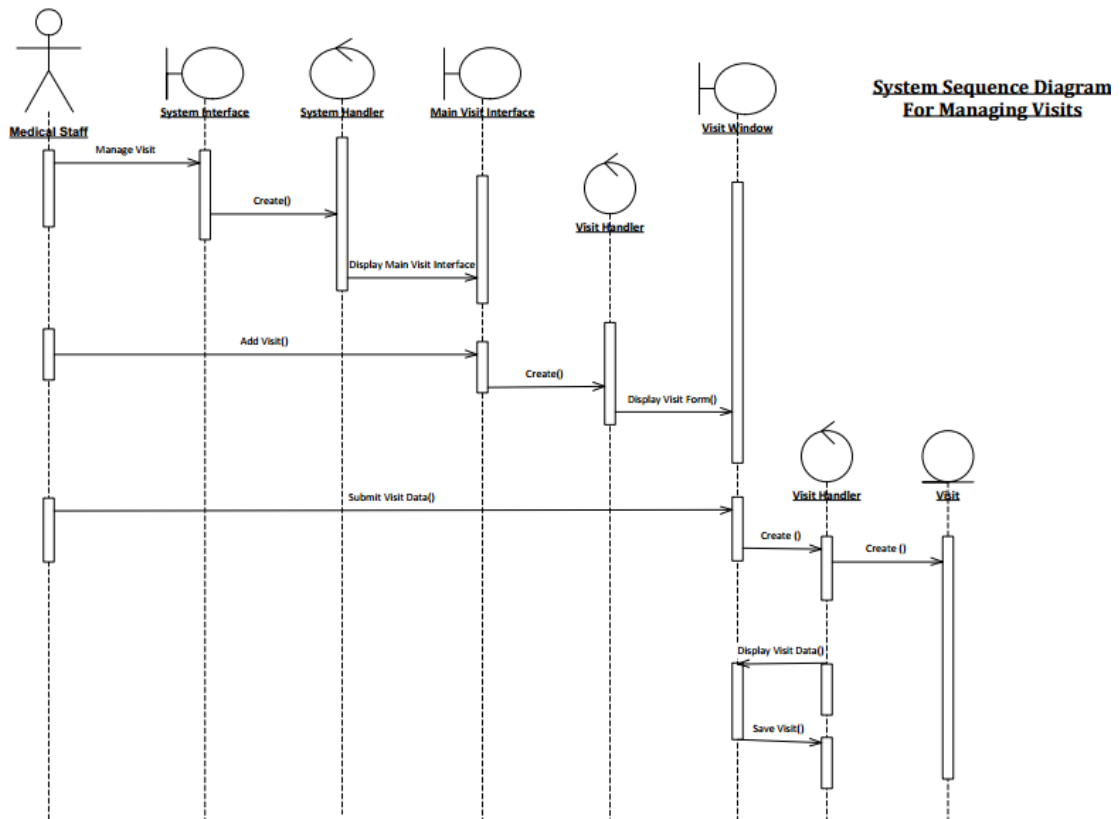 System Sequence Diagram
For Managing Visits
System Interface
System Handler
Main Visit Interface
Visit Window
Medical Staff
Manage Visit
Create()
Visit Handler
Display Main Visit Interface
Add Visit()
Create()
Display Visit Form()
Visit Handler
Visit
Submit Visit Data()
Create ()
Create ()
Display Visit Data()
Save Visit()